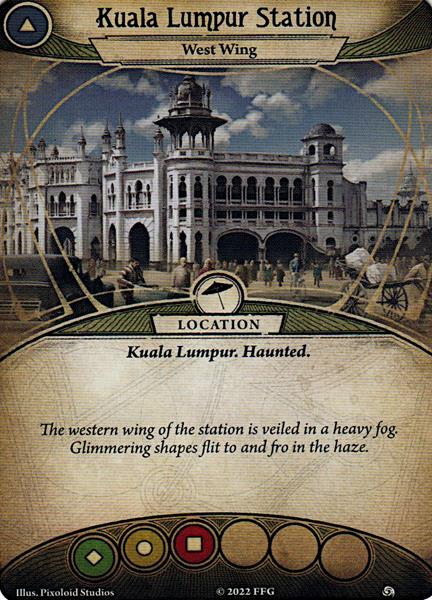 Kuala Lumpur Station
West Wing
LOCATION
Kuala Lumpur. Haunted.
The western wing of the station is veiled in a heavy fog.
Glimmering shapes flit to and fro in the haze.
Illus. Pixoloid Studios
© 2022 FFG